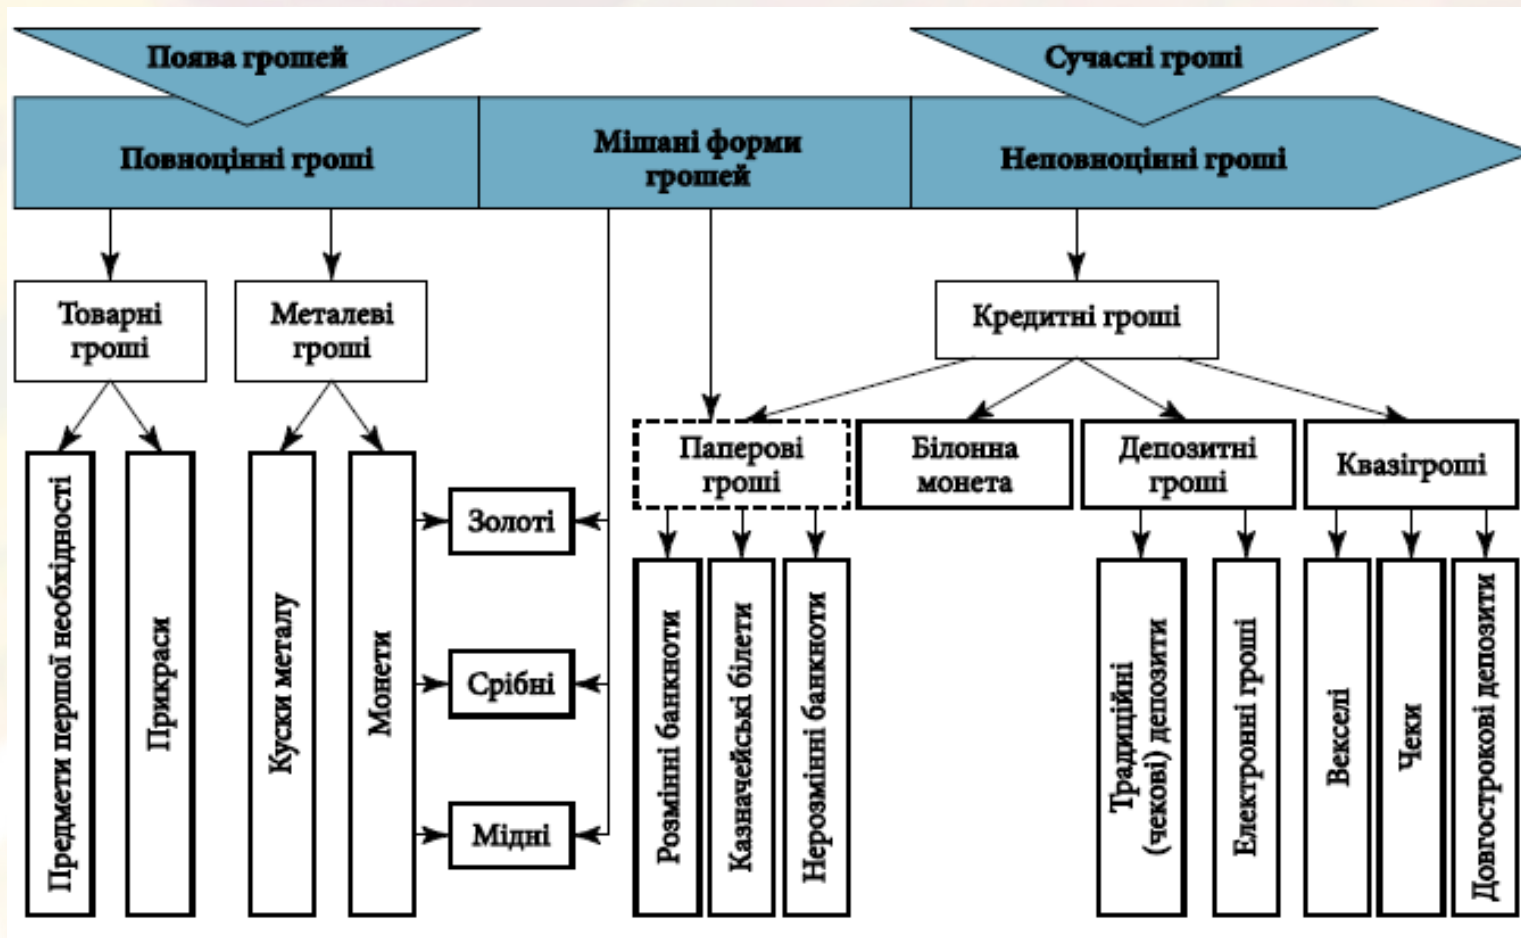 Поява грошей
Сучасні гроші
Повноцінні гроші
Мішані форми
грошей
Неповноцінні гроші
Товарні
гроші
Металеві
гроші
Кредитні гроші
Паперові
гроші
Білонна
монета
Депозитні
гроші
Квазігроші
Предмети першої необхідності
Прикраси
Куски металу
Монети
Золоті
Срібні
Мідні
Розмінні банкноти
Казначейські білети
Нерозмінні банкноти
Традиційні
(чекові) депозити
Електронні гроші
Векселі
Чеки
Довгострокові депозити